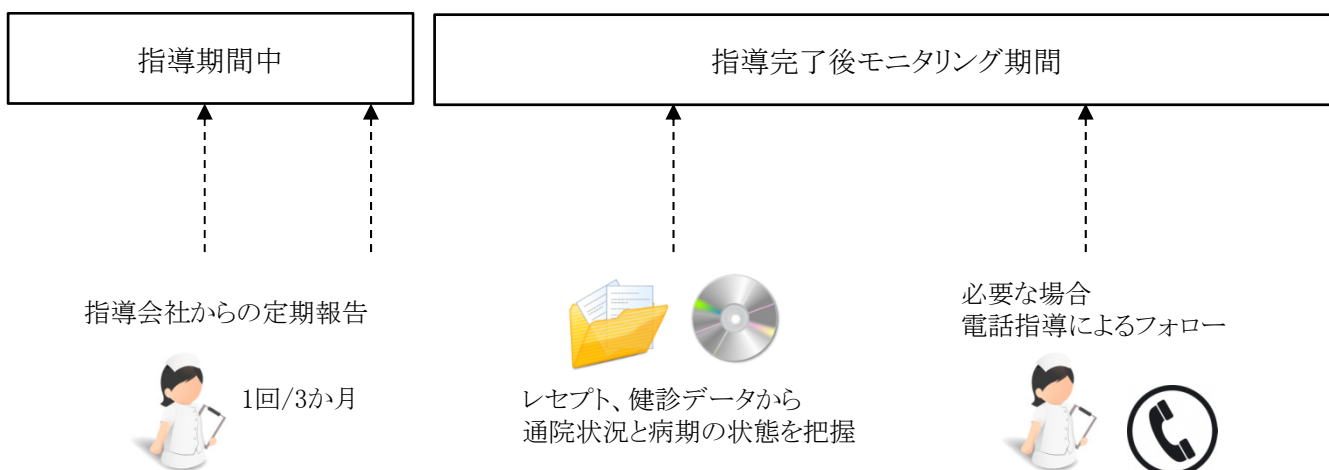 指導期間中
指導完了後モニタリング期間
指導会社からの定期報告
1回/3か月
レセプト、健診データから
通院状況と病期の状態を把握
必要な場合
電話指導によるフォロー